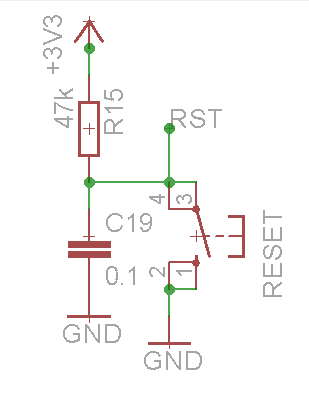 +3V3
47k
R15
RST
4
3
C19
0.1
2
1
RESET
GND
GND